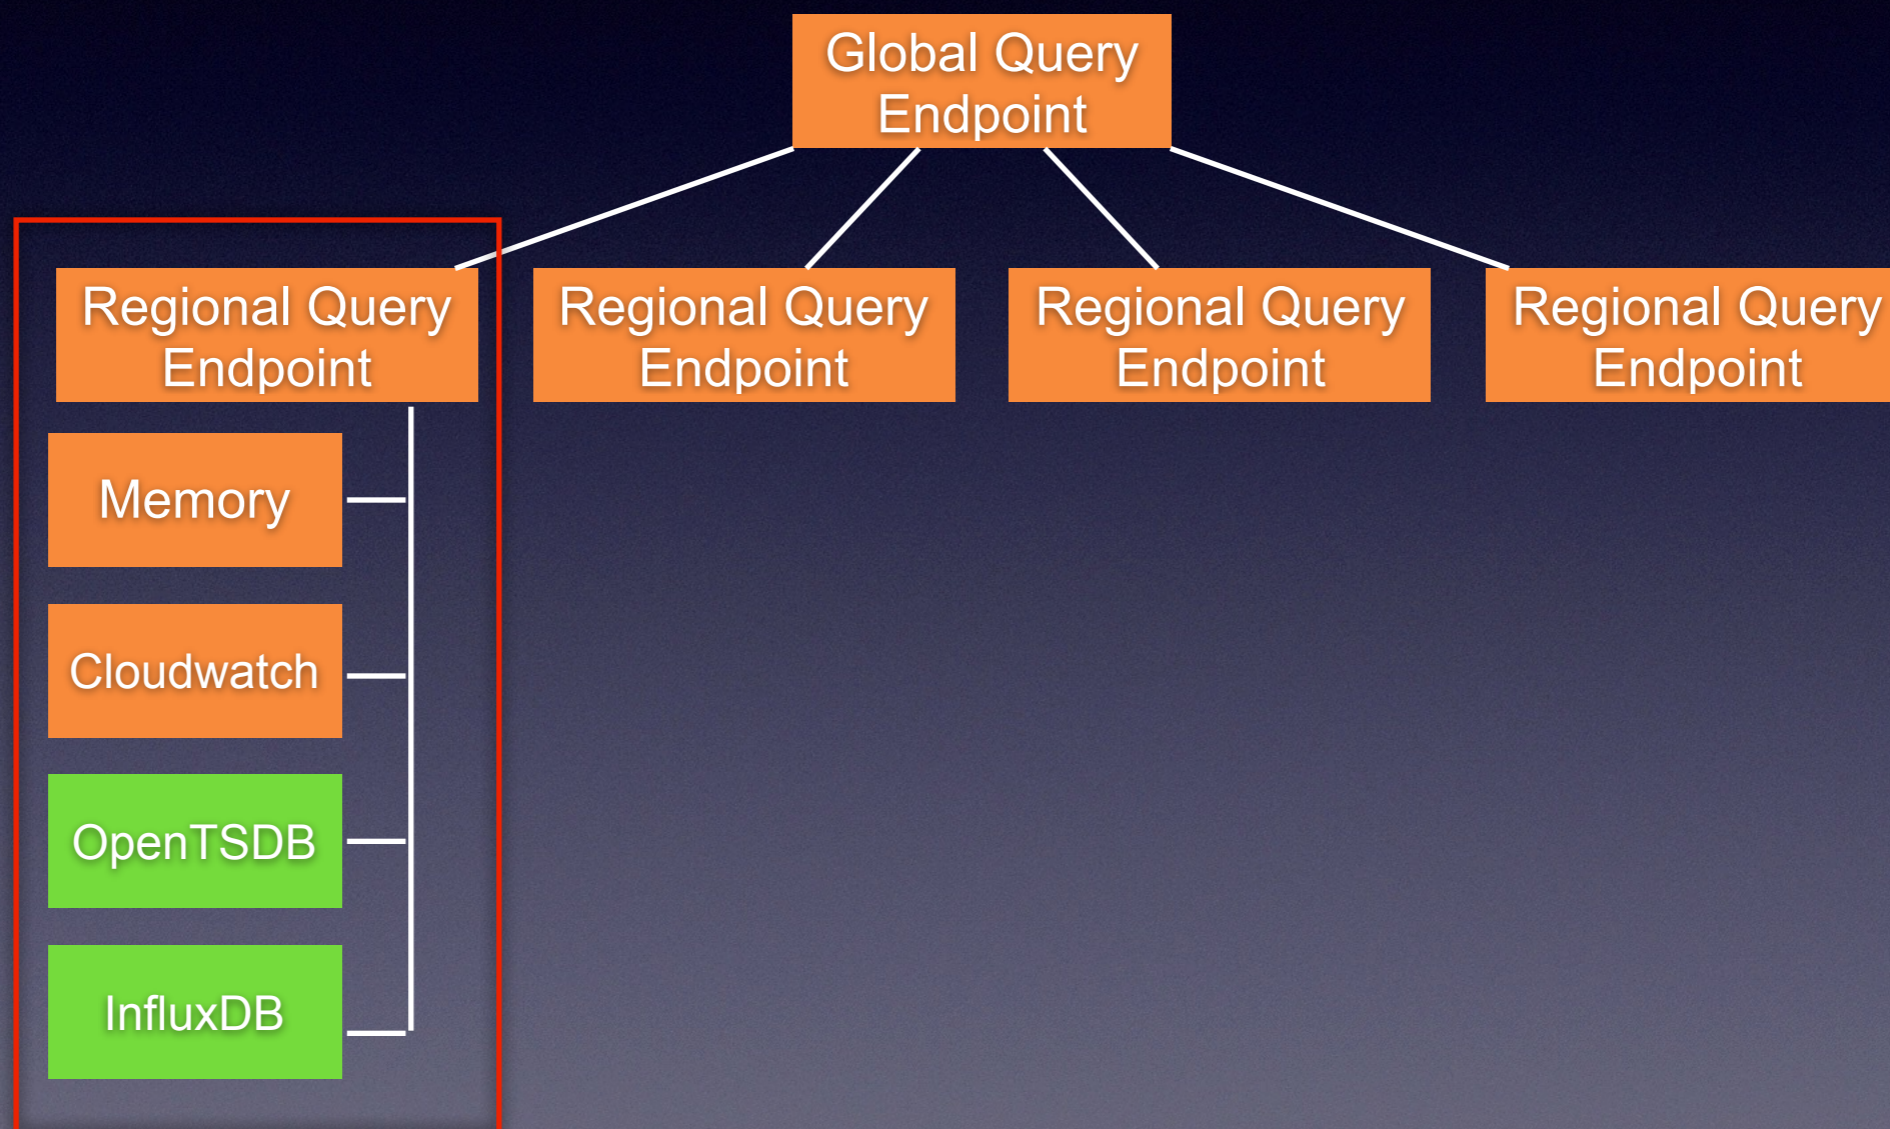 Global Query
Endpoint
Regional Query
Endpoint
Regional Query
Endpoint
Regional Query
Endpoint
Regional Query
Endpoint
Memory
Cloudwatch
OpenTSDB
InfluxDB